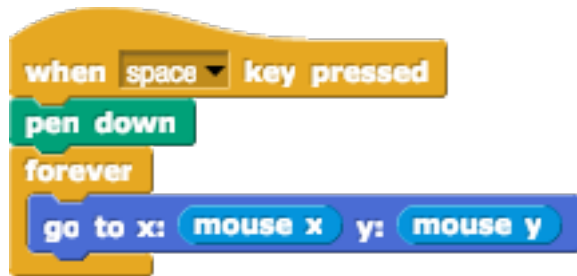 when space key pressed
pen down
forever
go to x: mouse x y: mouse y